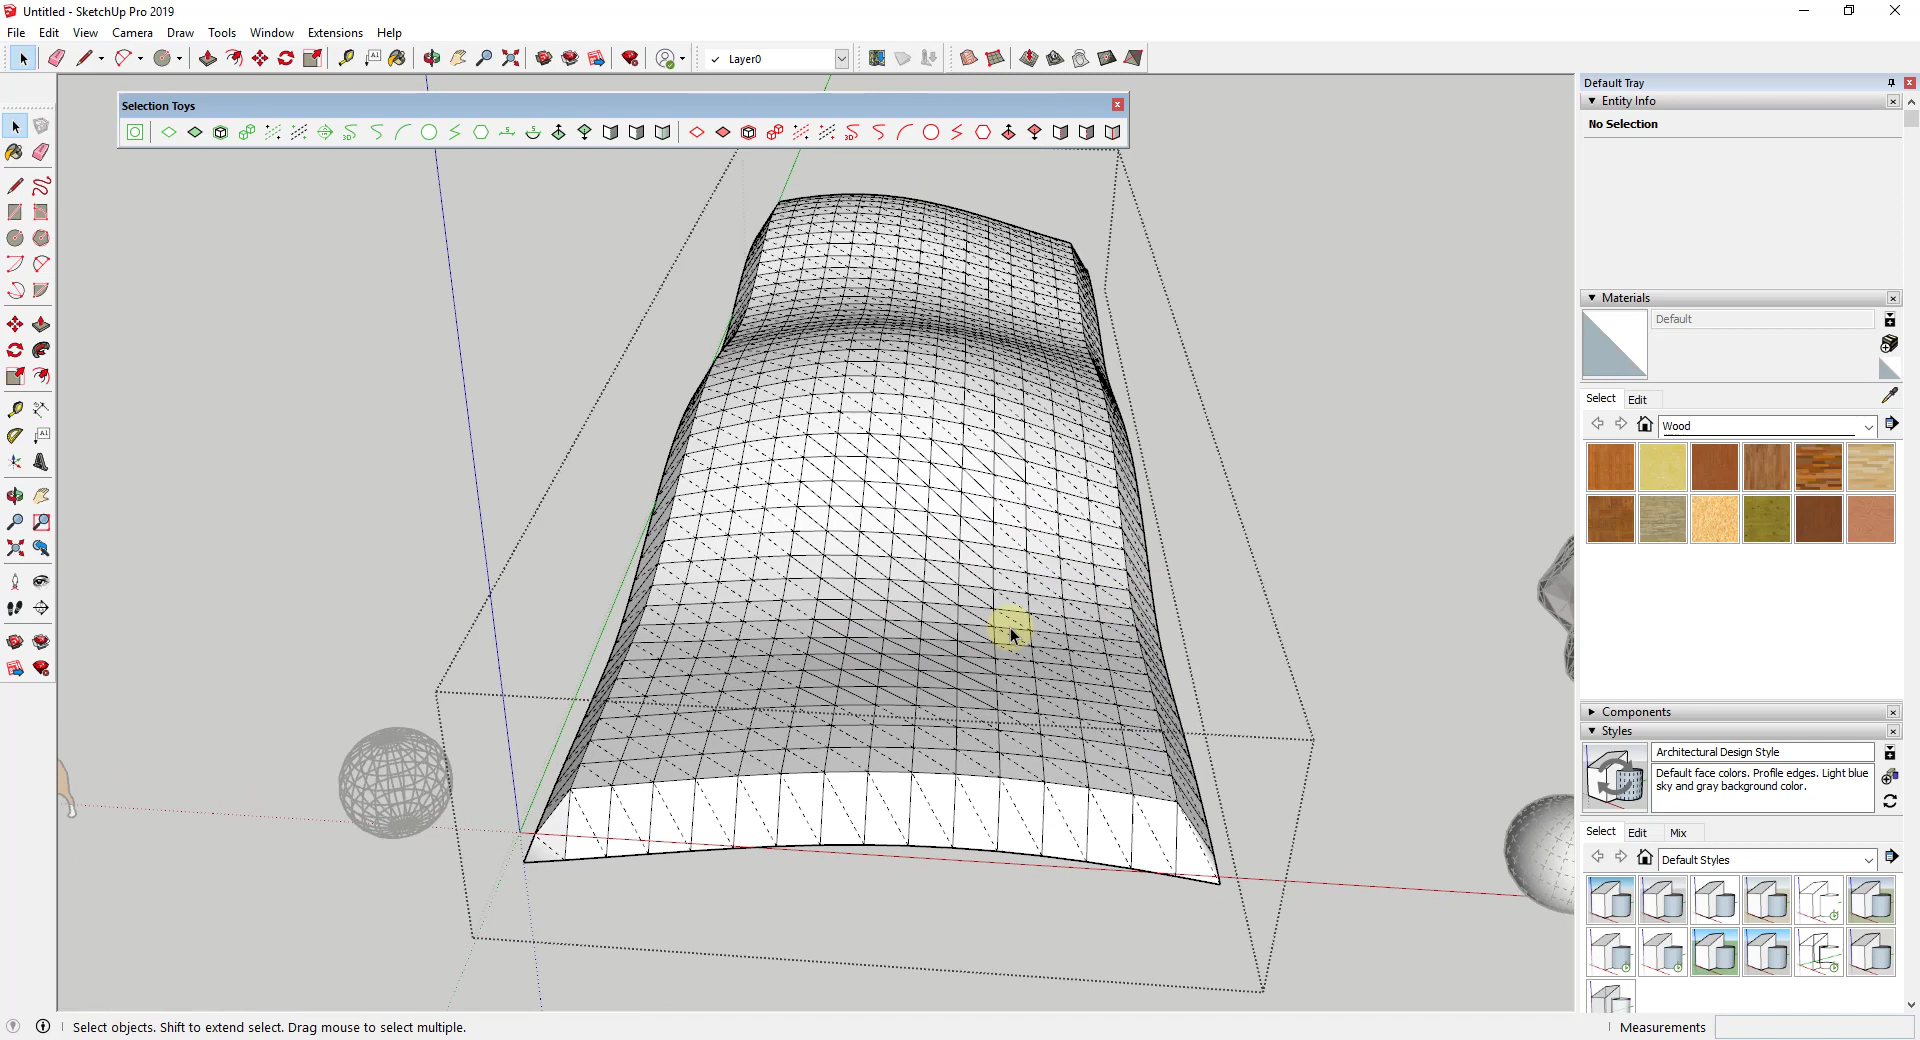 Untitled - SketchUp Pro 2019
File Edit View Camera Draw Tools Window Extensions Help
Layer0
Default Tray
Selection Toys
Entity Info
No Selection
Materials
Default
Select Edit
Wood
Components
Styles
Architectural Design Style
Default face colors. Profile edges. Light blue
sky and gray background color.
Select Edit Mix
Default Styles
Select objects. Shift to extend select. Drag mouse to select multiple.
Measurements